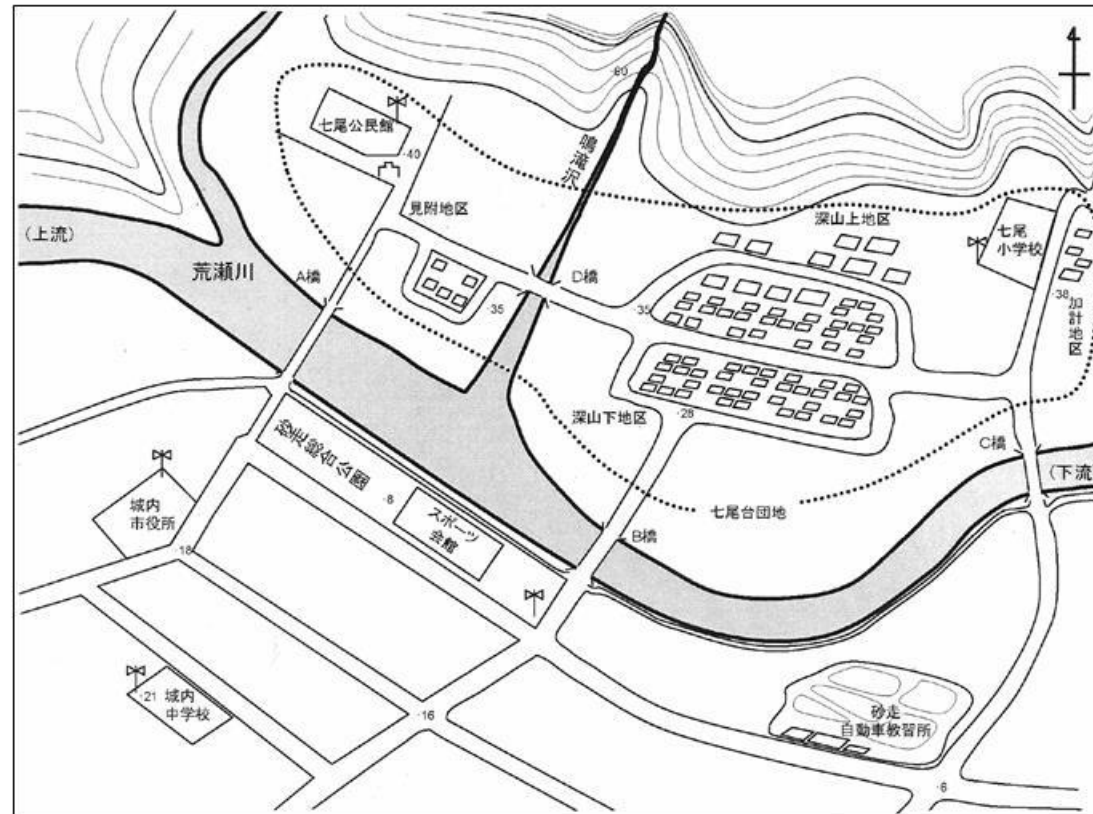 4
·80
七尾公民館
·40
鳴滝沢
見附地区
深山上地区
七尾
小学校
(上流)
荒瀬川
A橋
D橋
·35
·35
·38
加計地区
深山下地区
·28
C橋
(下流
砂走総合公園
·8
スポーツ
会館
七尾台団地
B橋
城内
市役所
·18
·21
城内
中学校
·16
砂走
自動車教習所
·6